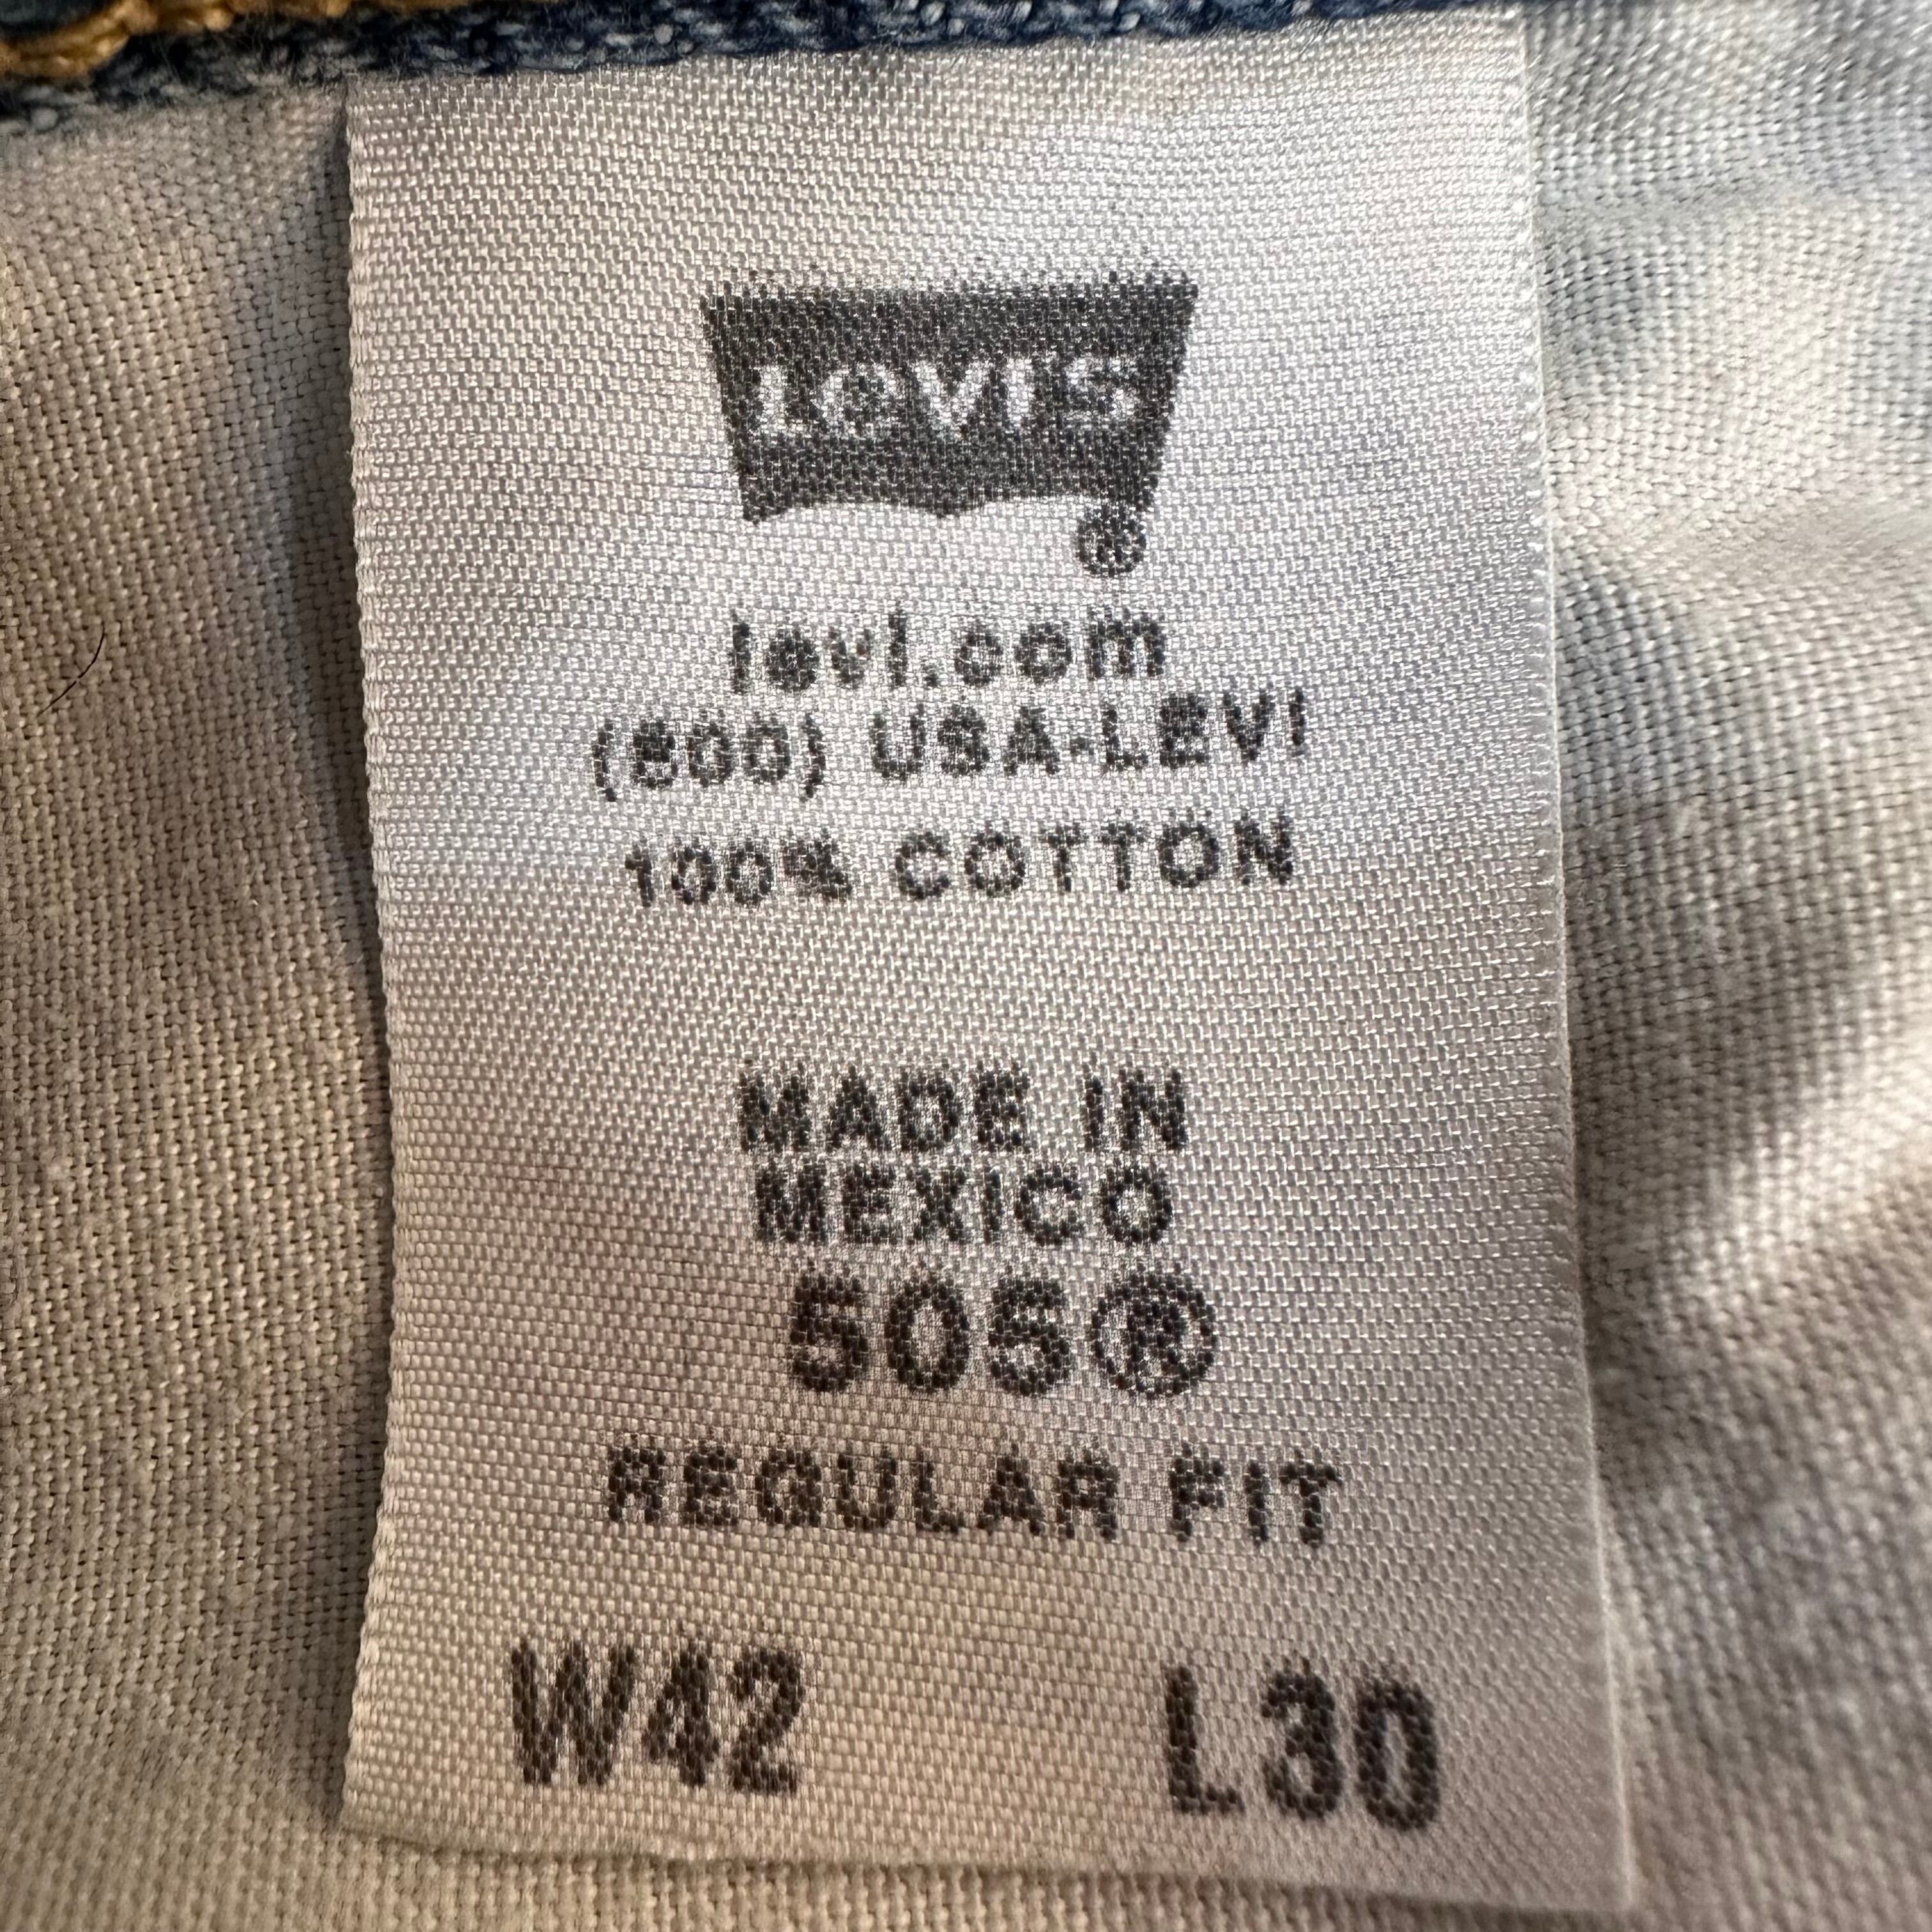 LEVI'S
®
levi.com
(800) USA-LEVI
100% COTTON
MADE IN
MEXICO
505®
REGULAR FIT
W42 L30